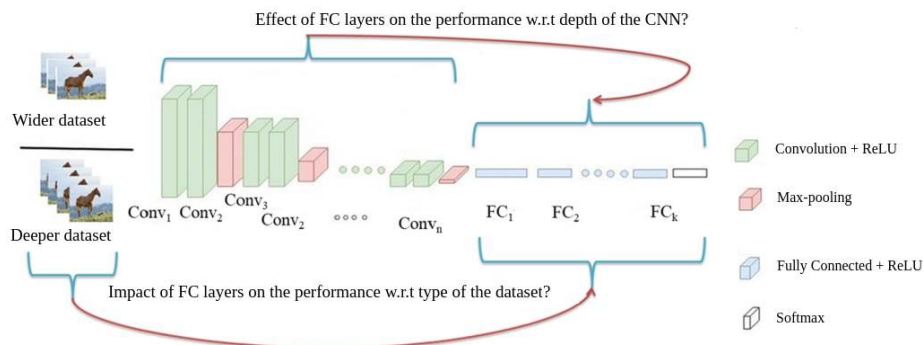 Effect of FC layers on the performance w.r.t depth of the CNN?
Wider dataset
Deeper dataset
Conv₁
Conv₂
Conv₃
Conv₂
Convₙ
FC₁
FC₂
FCₖ
Convolution + ReLU
Max-pooling
Fully Connected + ReLU
Softmax
Impact of FC layers on the performance w.r.t type of the dataset?